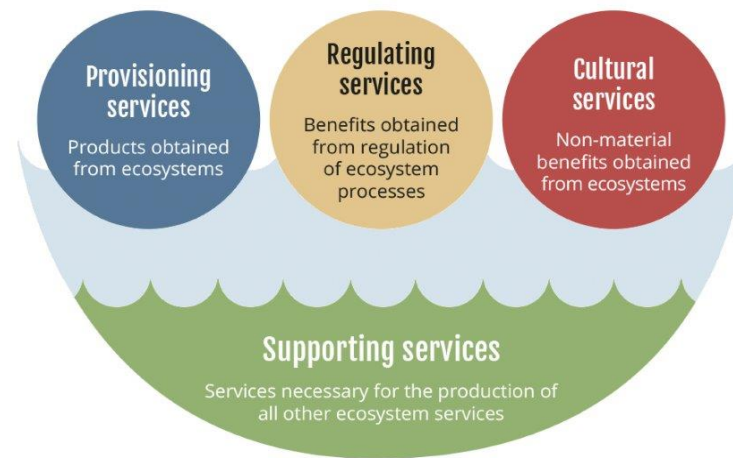 Provisioning
services
Products obtained
from ecosystems
Regulating
services
Benefits obtained
from regulation
of ecosystem
processes
Cultural
services
Non-material
benefits obtained
from ecosystems
Supporting services
Services necessary for the production of
all other ecosystem services